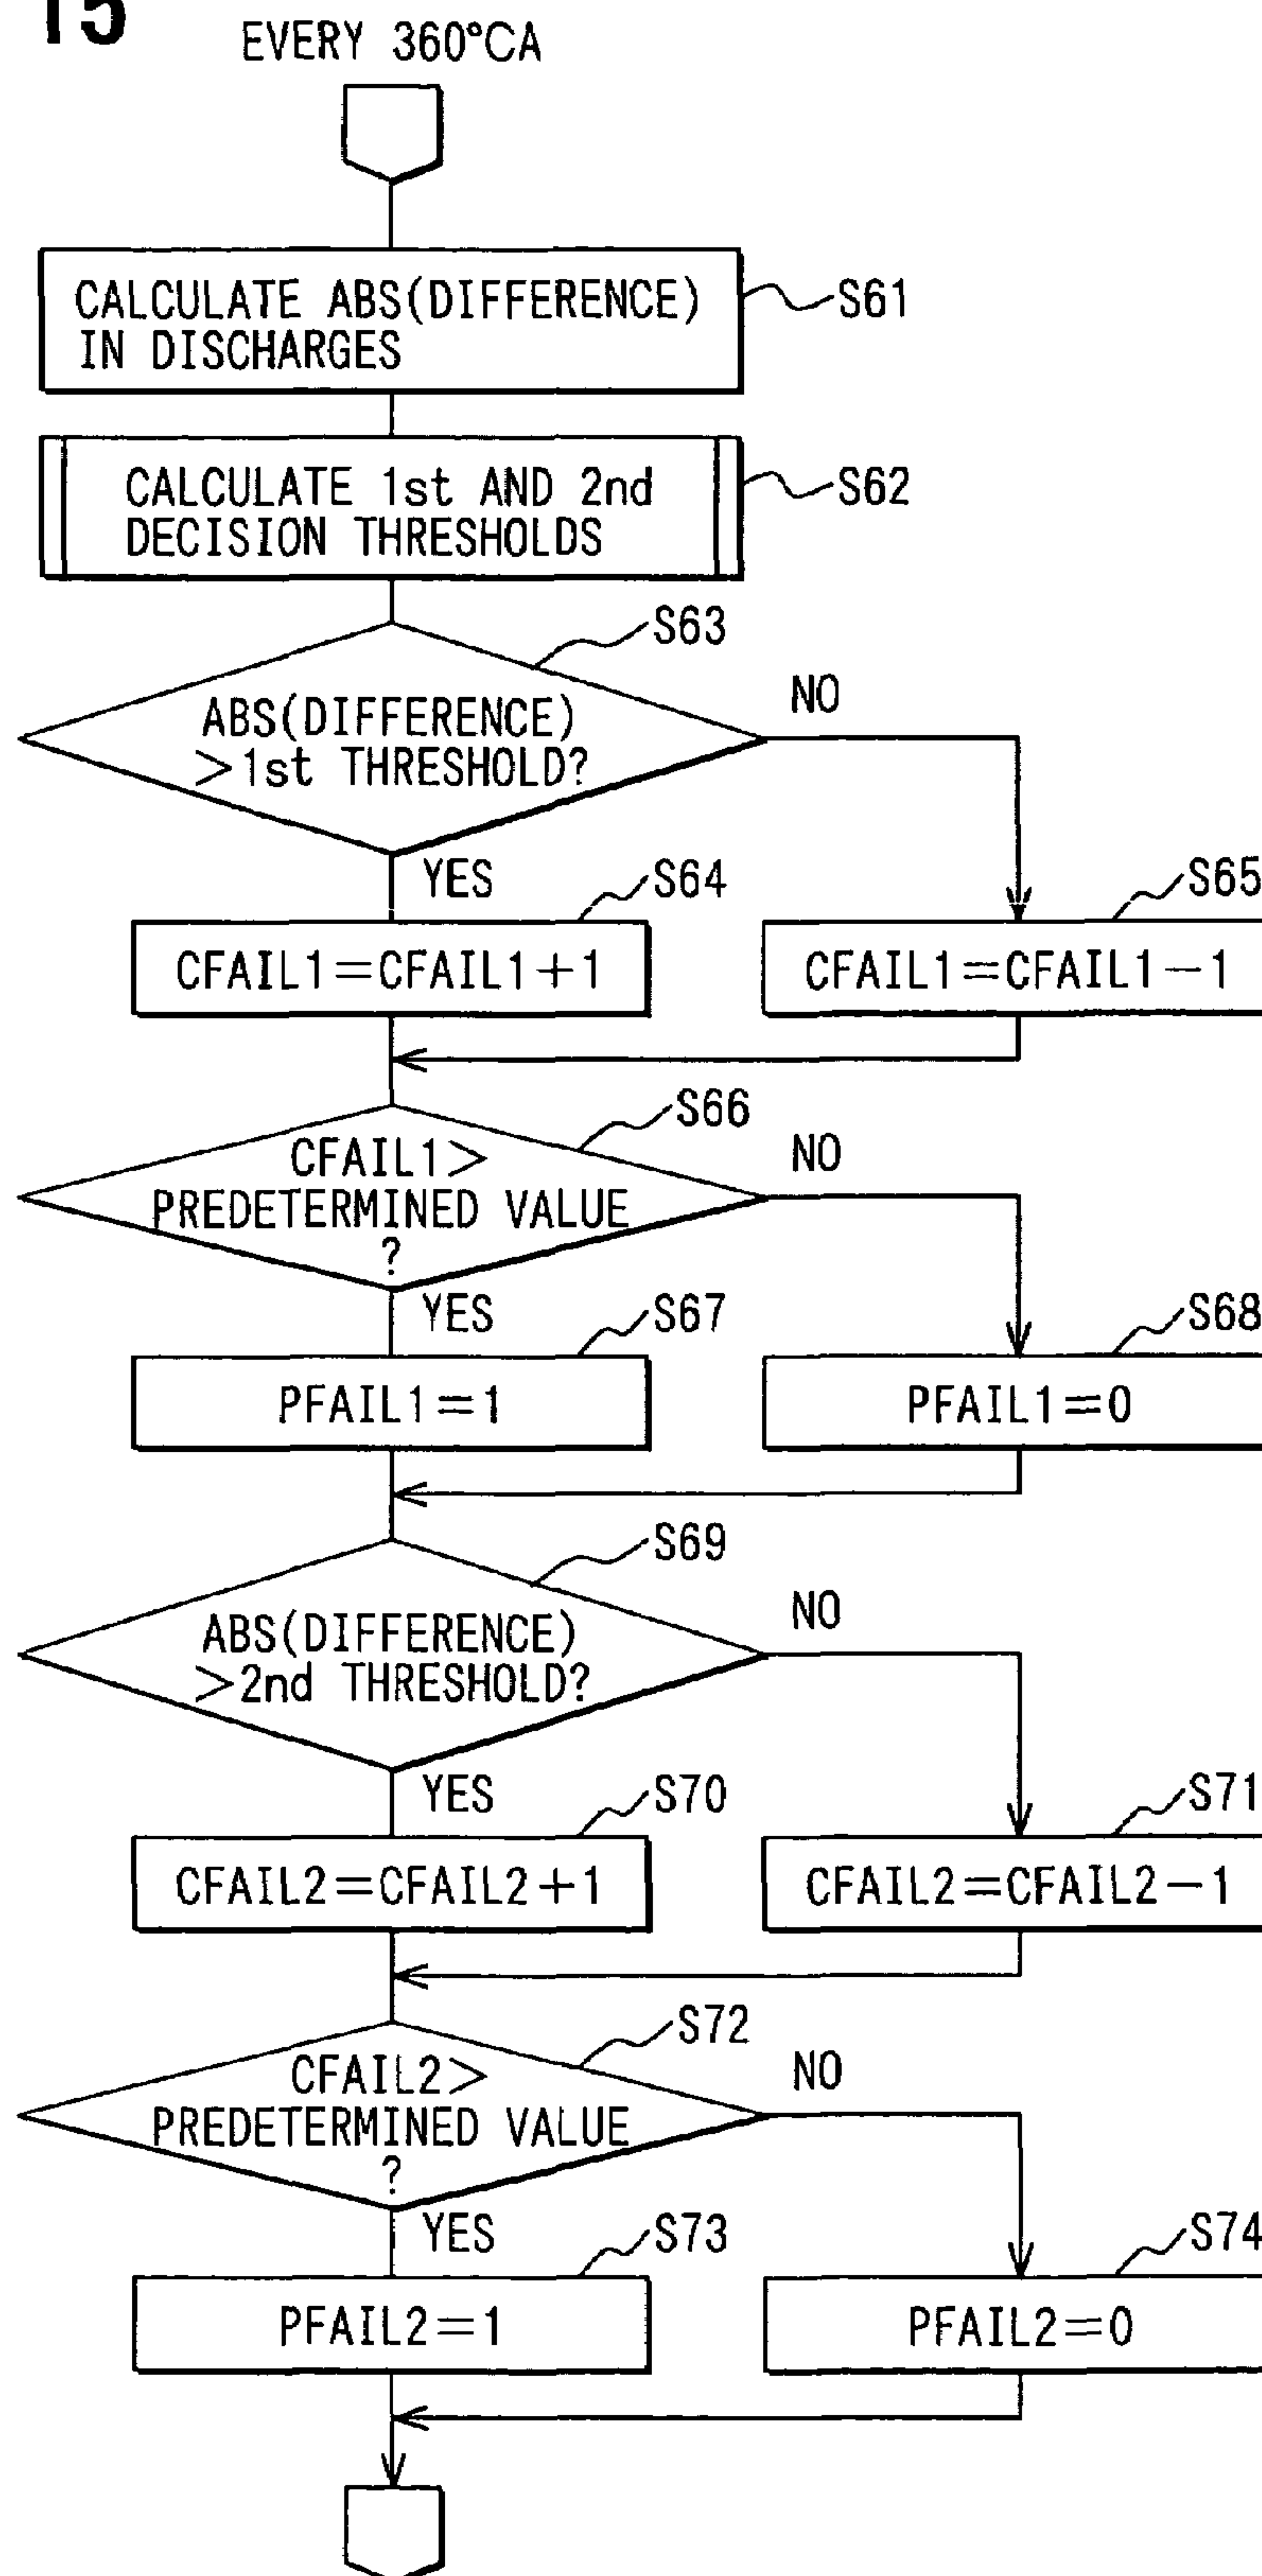 15
EVERY 360°CA
CALCULATE ABS(DIFFERENCE)
IN DISCHARGES
S61
CALCULATE 1st AND 2nd
DECISION THRESHOLDS
S62
S63
ABS(DIFFERENCE)
>1st THRESHOLD?
NO
YES
S64
S65
CFAIL1=CFAIL1+1
CFAIL1=CFAIL1-1
S66
CFAIL1>
PREDETERMINED VALUE
?
NO
YES
S67
S68
PFAIL1=1
PFAIL1=0
S69
ABS(DIFFERENCE)
>2nd THRESHOLD?
NO
YES
S70
S71
CFAIL2=CFAIL2+1
CFAIL2=CFAIL2-1
S72
CFAIL2>
PREDETERMINED VALUE
?
NO
YES
S73
S74
PFAIL2=1
PFAIL2=0